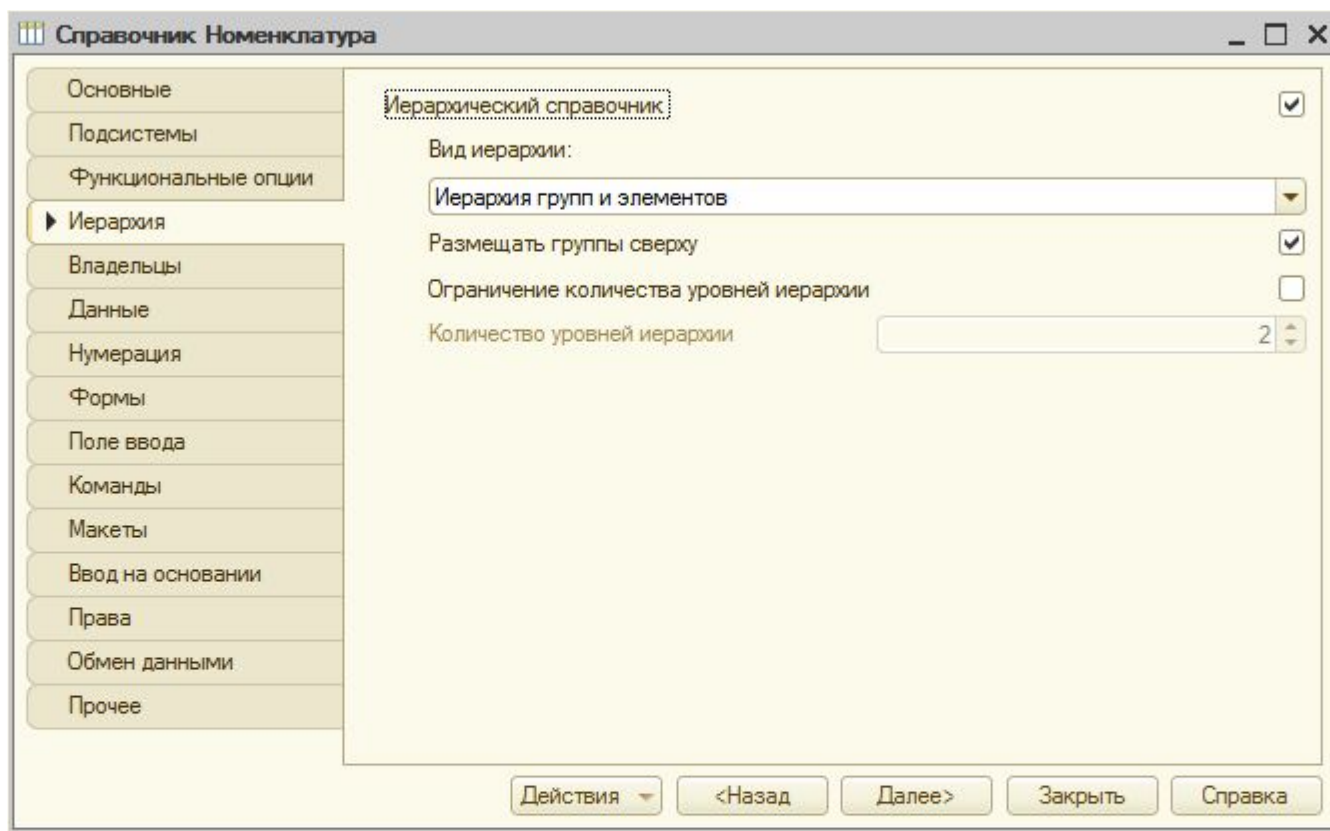 Справочник Номенклатура
Основные
Подсистемы
Функциональные опции
Иерархия
Владельцы
Данные
Нумерация
Формы
Поле ввода
Команды
Макеты
Ввод на основании
Права
Обмен данными
Прочее
Иерархический справочник
Вид иерархии:
Иерархия групп и элементов
Размещать группы сверху
Ограничение количества уровней иерархии
Количество уровней иерархии 2
Действия <Назад Далее> Закрыть Справка